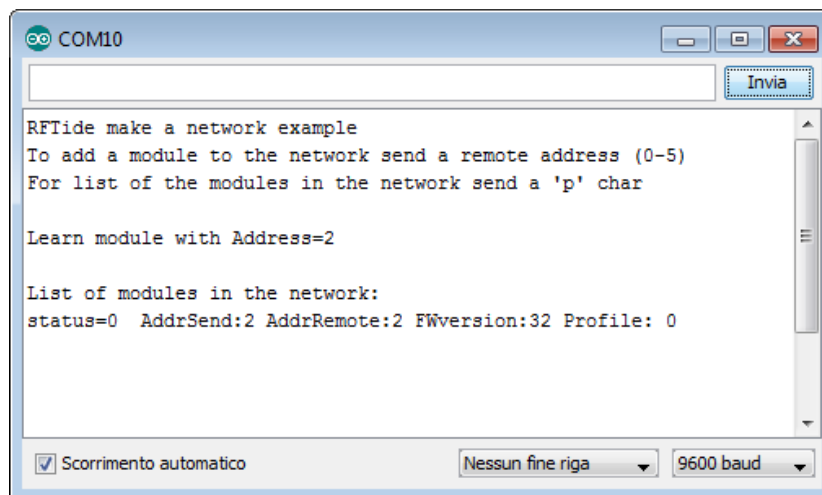 COM10
Invia
RFTide make a network example
To add a module to the network send a remote address (0-5)
For list of the modules in the network send a 'p' char
Learn module with Address=2
List of modules in the network:
status=0  AddrSend:2 AddrRemote:2 FWversion:32 Profile: 0
Scorrimento automatico Nessun fine riga 9600 baud